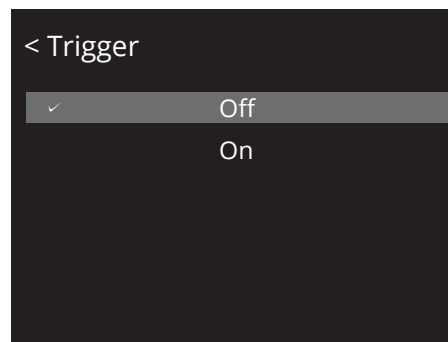 < Trigger
✓ Off
On